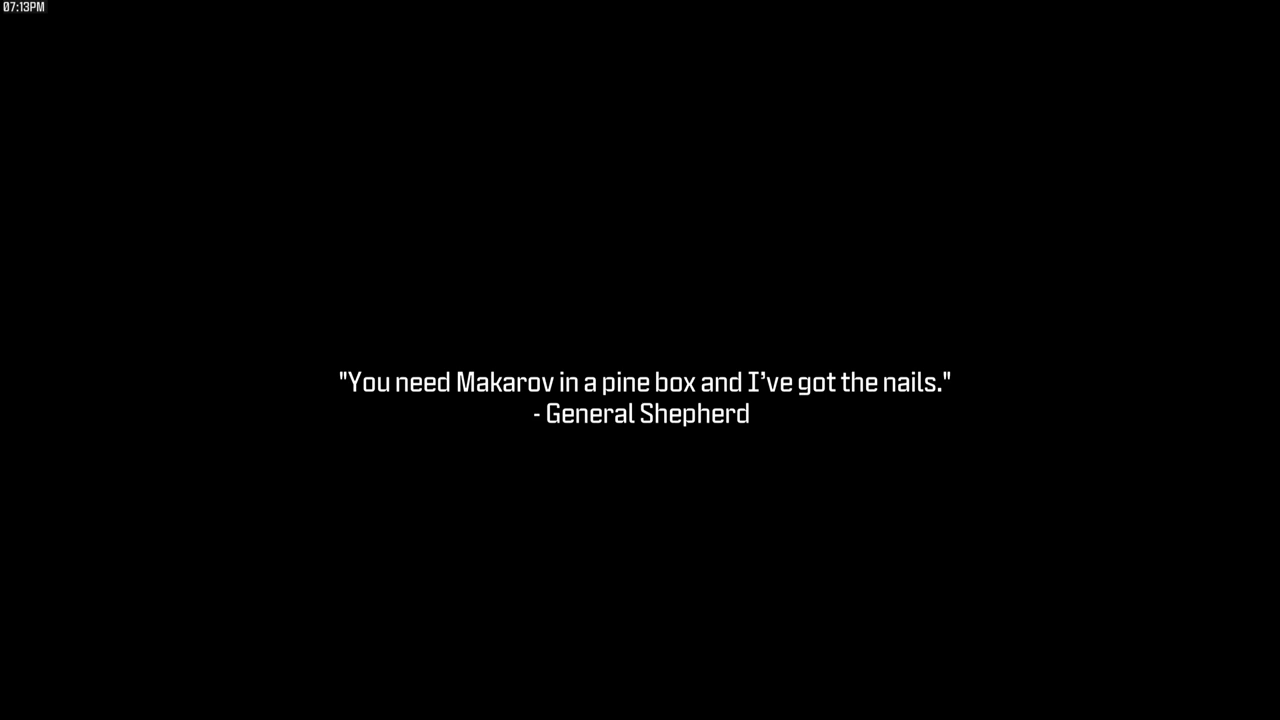 07:13PM
"You need Makarov in a pine box and I’ve got the nails."
- General Shepherd